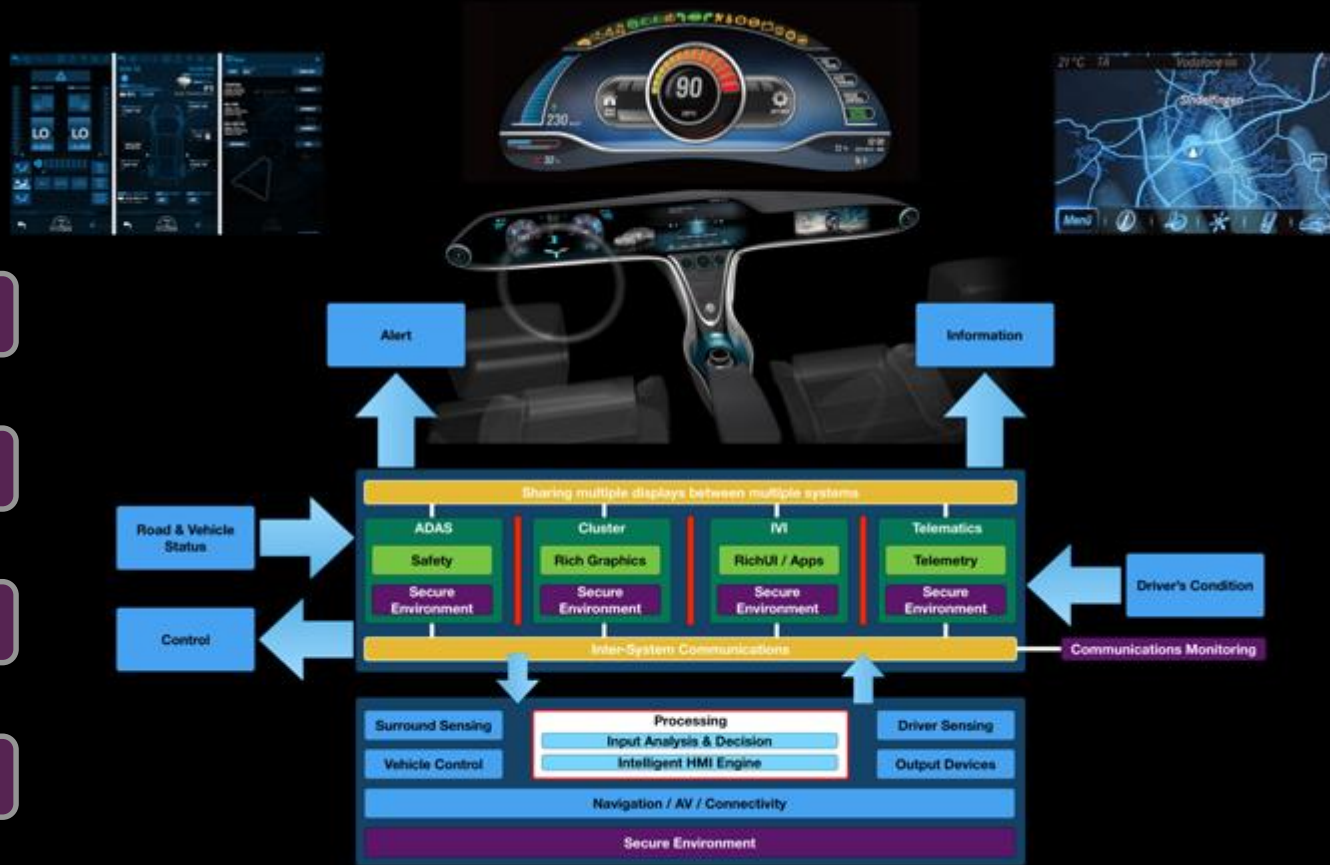 LO
LO
90
230
21 °C TA Vodafone
Sindelfingen
Menü
Alert
Information
Sharing multiple displays between multiple systems
Road & Vehicle
Status
ADAS
Cluster
IVI
Telematics
Safety
Rich Graphics
RichUI / Apps
Telemetry
Secure
Environment
Secure
Environment
Secure
Environment
Secure
Environment
Driver's Condition
Control
Inter-System Communications
Communications Monitoring
Surround Sensing
Processing
Driver Sensing
Input Analysis & Decision
Vehicle Control
Intelligent HMI Engine
Output Devices
Navigation / AV / Connectivity
Secure Environment